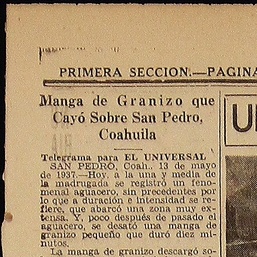 PRIMERA SECCION.—PAGINA
Manga de Granizo que
Cayó Sobre San Pedro,
Coahuila
Telegrama para EL UNIVERSAL
SAN PEDRO, Coah., 13 de mayo
de 1937.—Hoy, a la una y media de
la madrugada se registró un fenó-
menal aguacero, sin precedentes por
lo que a duración e intensidad se re-
fiere, que abarcó una zona muy ex-
tensa. Y, poco después de pasado el
aguacero, se desató una manga de
granizo pequeño que duró diez mi-
nutos.
La manga de granizo descargó so-
U